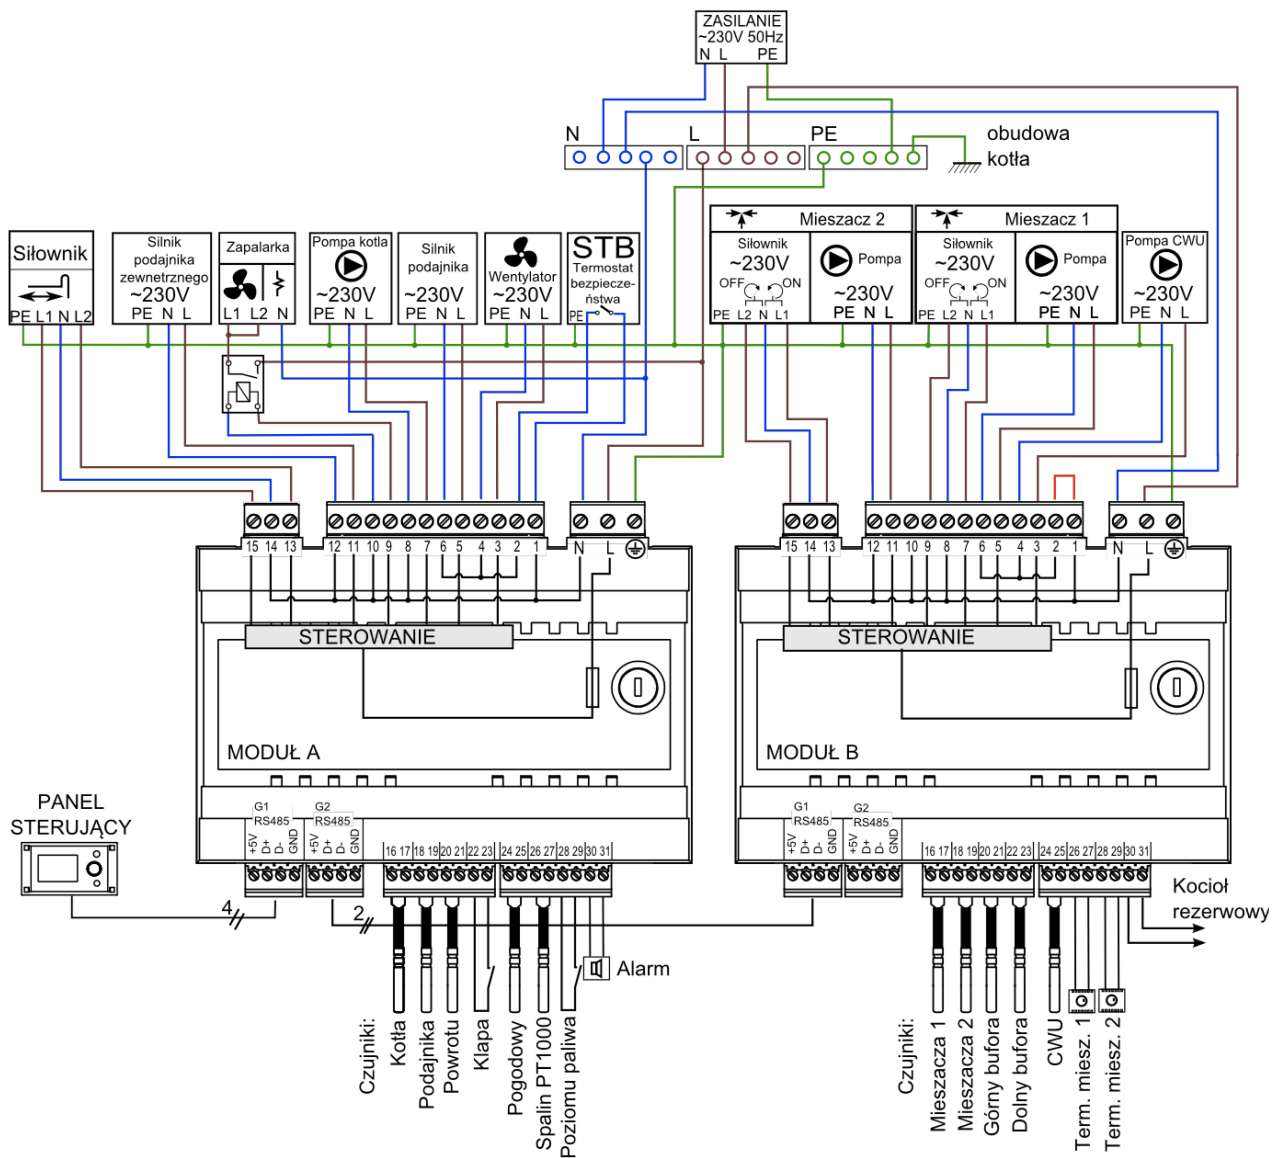 ZASILANIE
~230V 50Hz
N L PE
N
L
PE
obudowa
kotła
Siłownik
PE L1 N L2
Silnik
podajnika
zewnetrznego
~230V
PE N L
Zapalarka
L1 L2 N
Pompa kotła
~230V
PE N L
Silnik
podajnika
~230V
PE N L
Wentylator
~230V
PE N L
STB
Termostat
bezpiecze-
ństwa
PE
Mieszacz 2
Siłownik
~230V
OFF ON
PE L2 N L1
Pompa
~230V
PE N L
Mieszacz 1
Siłownik
~230V
OFF ON
PE L2 N L1
Pompa
~230V
PE N L
Pompa CWU
~230V
PE N L
15 14 13 12 11 10 9 8 7 6 5 4 3 2 1 N L
STEROWANIE
MODUŁ A
G1
RS485
+5V D+ D- GND
G2
RS485
+5V D+ D- GND
16 17 18 19 20 21 22 23 24 25 26 27 28 29 30 31
15 14 13 12 11 10 9 8 7 6 5 4 3 2 1 N L
STEROWANIE
MODUŁ B
G1
RS485
+5V D+ D- GND
G2
RS485
+5V D+ D- GND
16 17 18 19 20 21 22 23 24 25 26 27 28 29 30 31
PANEL
STERUJĄCY
4
2
Czujniki:
Kotła
Podajnika
Powrotu
Klapa
Pogodowy
Spalin PT1000
Poziomu paliwa
Alarm
Czujniki:
Mieszacza 1
Mieszacza 2
Górny bufora
Dolny bufora
CWU
Term. miesz. 1
Term. miesz. 2
Kocioł
rezerwowy